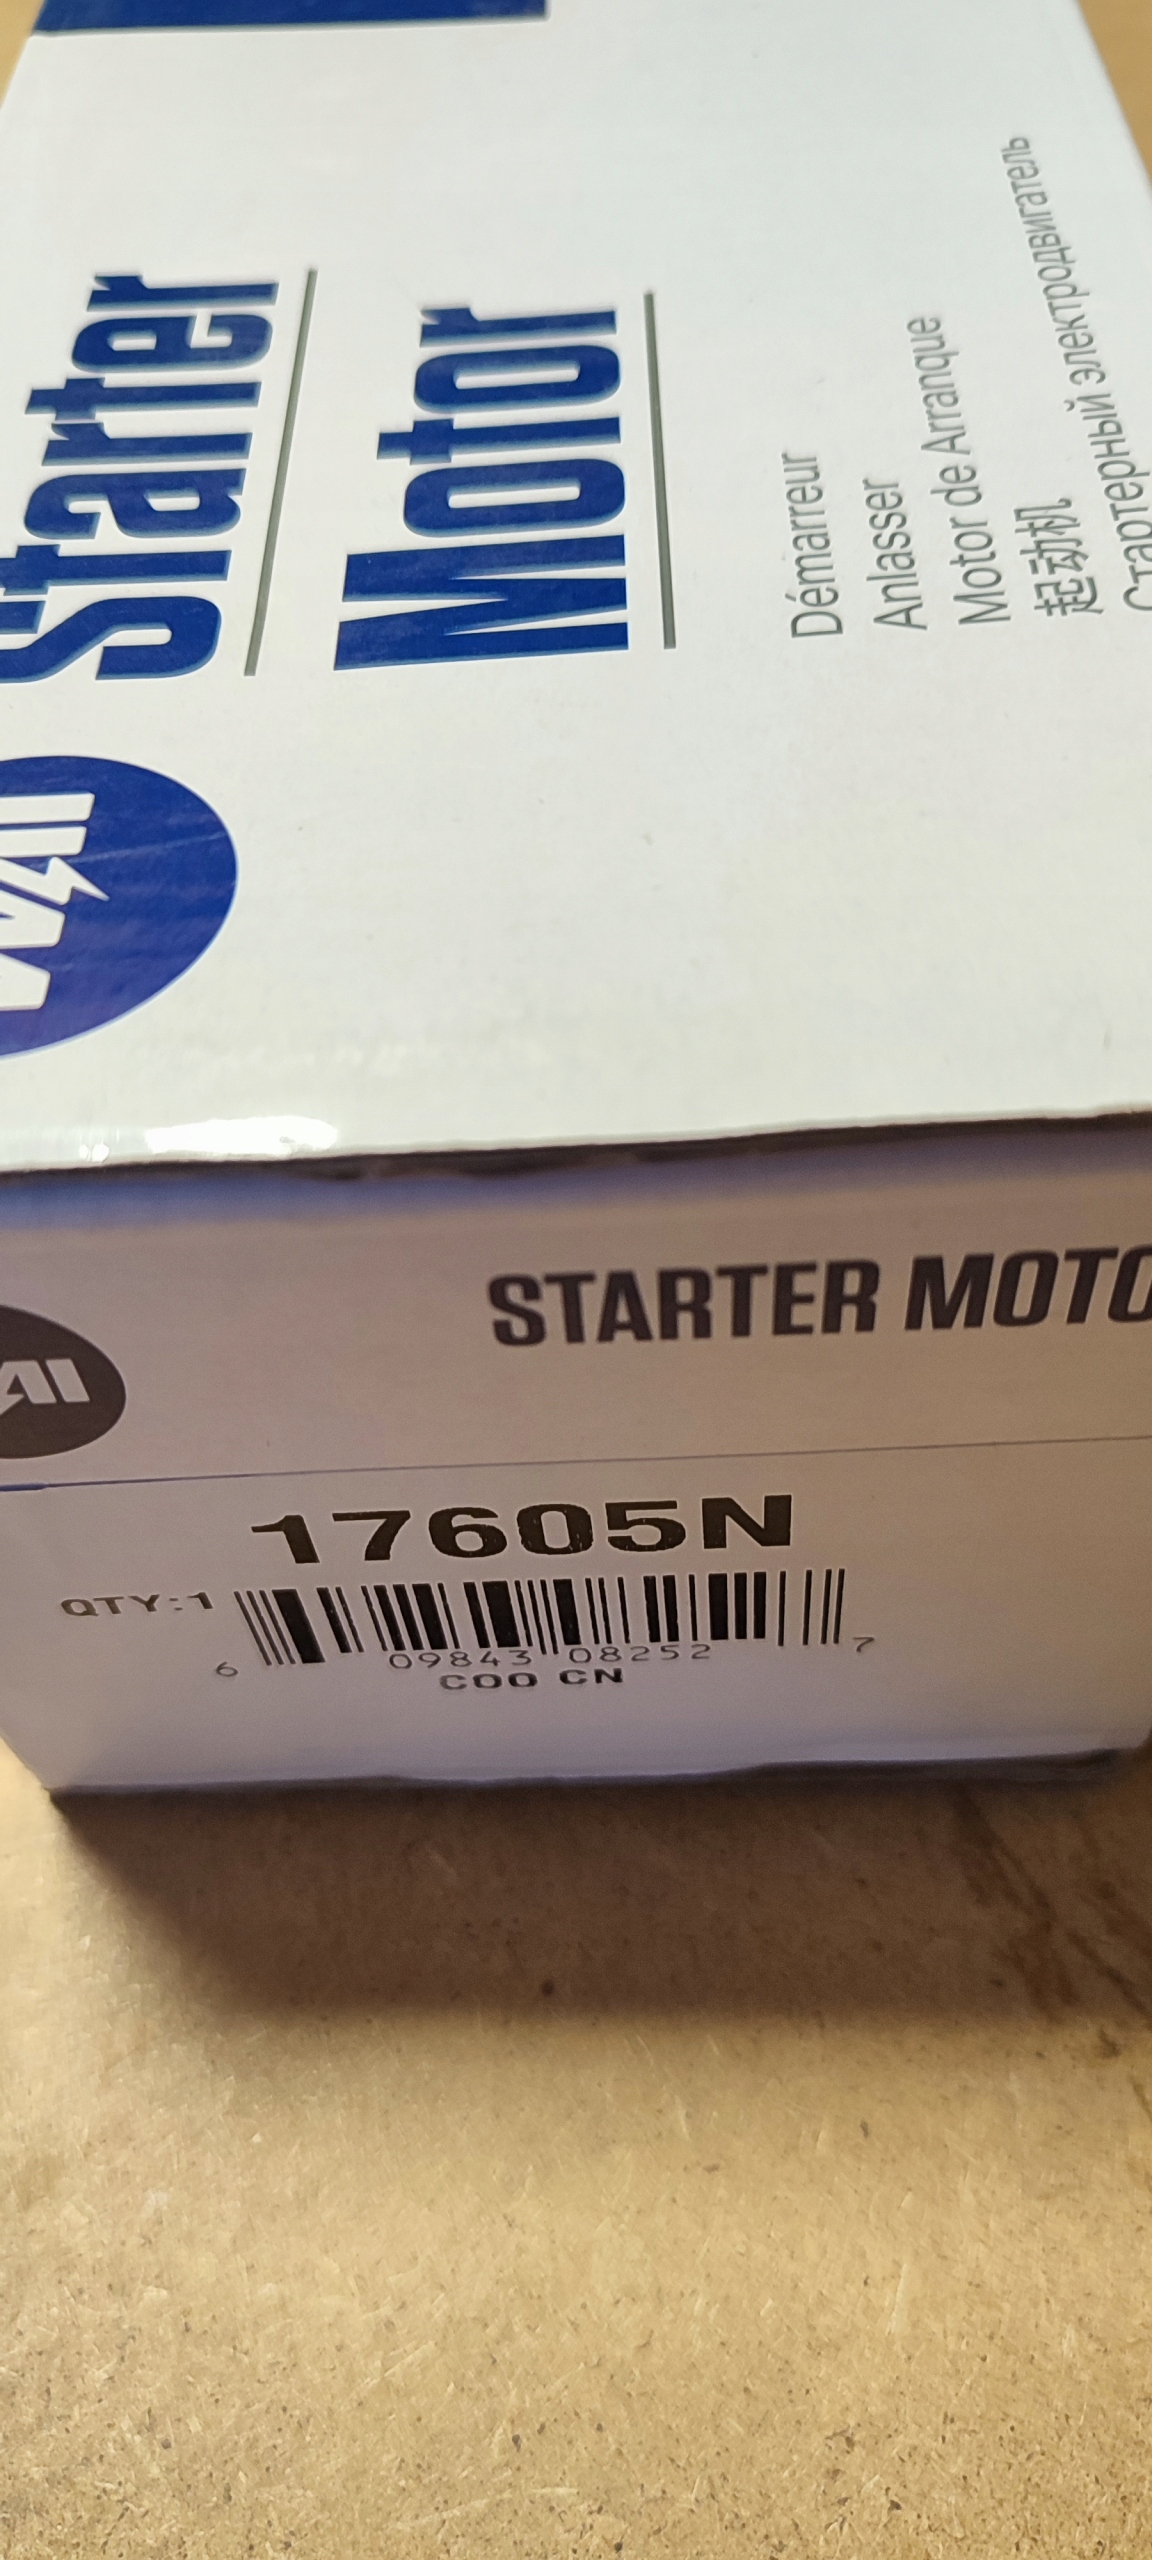 WAI
Starter
Motor
Démarreur
Anlasser
Motor de Arranque
起动机
Стартерный электродвигатель
STARTER MOTO
17605N
QTY:1
6 09843 08252 7
COO CN